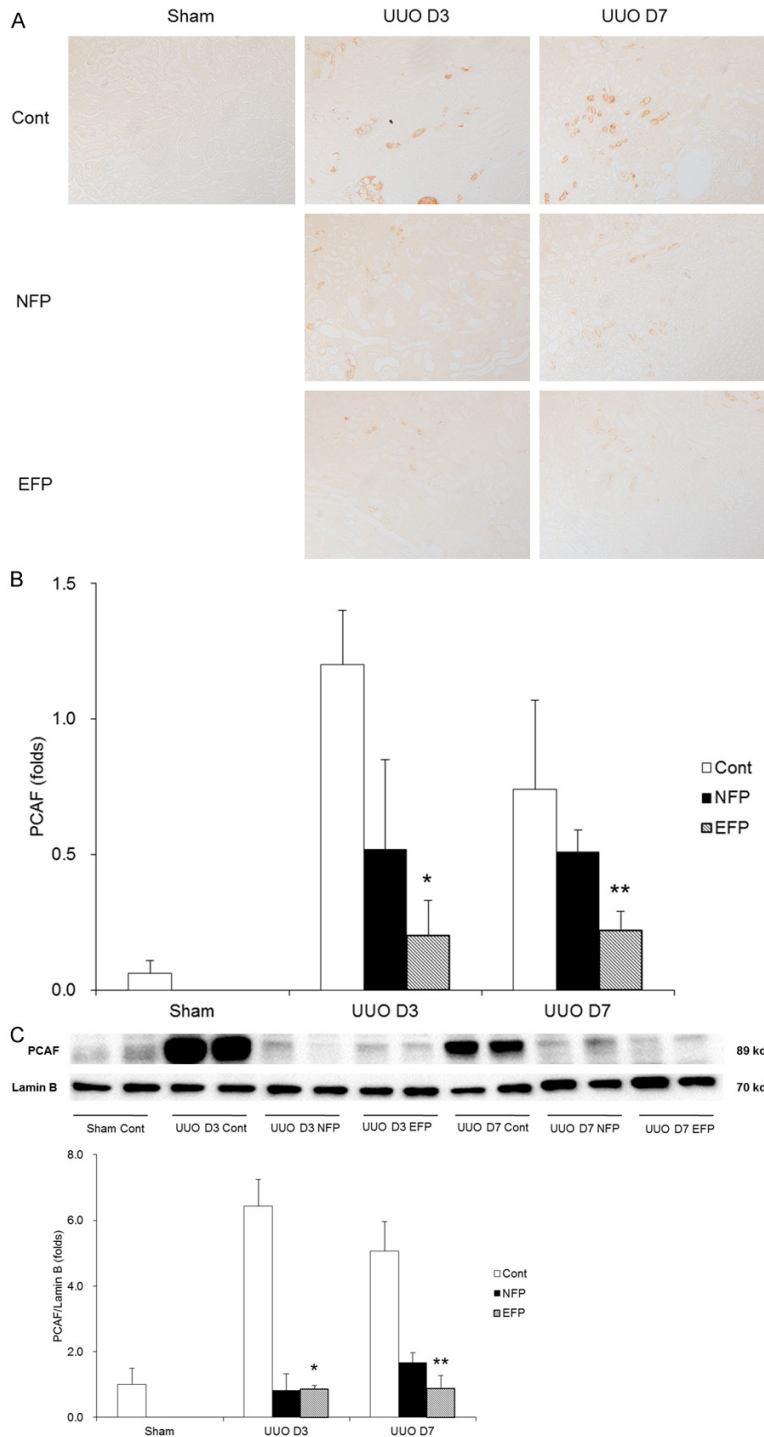 A
Sham UUO D3 UUO D7
Cont
NFP
EFP
B
PCAF (folds)
1.5
1.0
0.5
0.0
* **
Sham UUO D3 UUO D7
Cont
NFP
EFP
C
PCAF 89 kd
Lamin B 70 kd
Sham Cont UUO D3 Cont UUO D3 NFP UUO D3 EFP UUO D7 Cont UUO D7 NFP UUO D7 EFP
PCAF/Lamin B (folds)
8.0
6.0
4.0
2.0
0.0
* **
Sham UUO D3 UUO D7
Cont
NFP
EFP